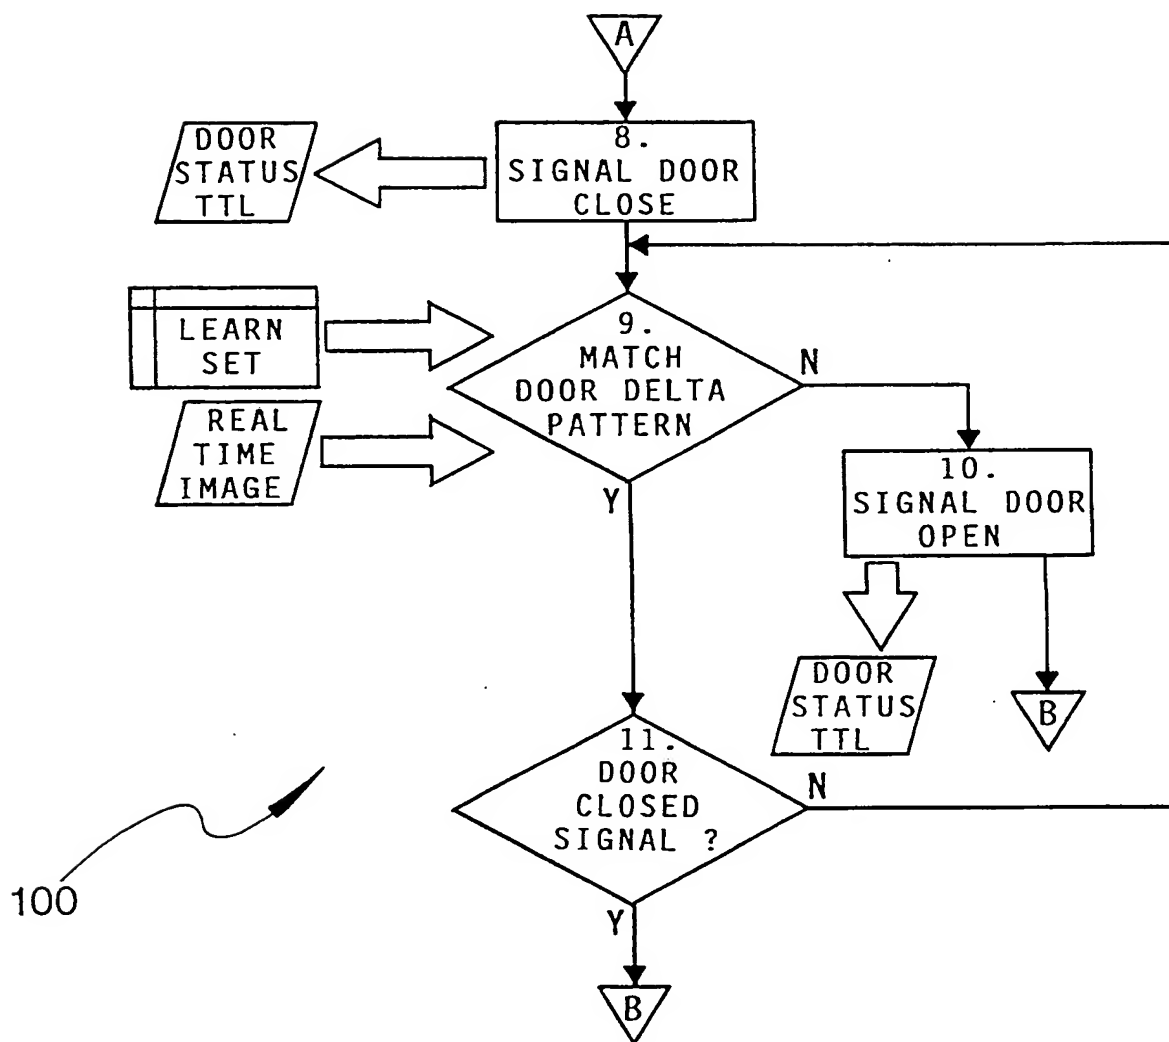 A
8.
SIGNAL DOOR
CLOSE
DOOR
STATUS
TTL
LEARN
SET
9.
MATCH
DOOR DELTA
PATTERN
N
Y
REAL
TIME
IMAGE
10.
SIGNAL DOOR
OPEN
DOOR
STATUS
TTL
B
11.
DOOR
CLOSED
SIGNAL ?
N
Y
B
100